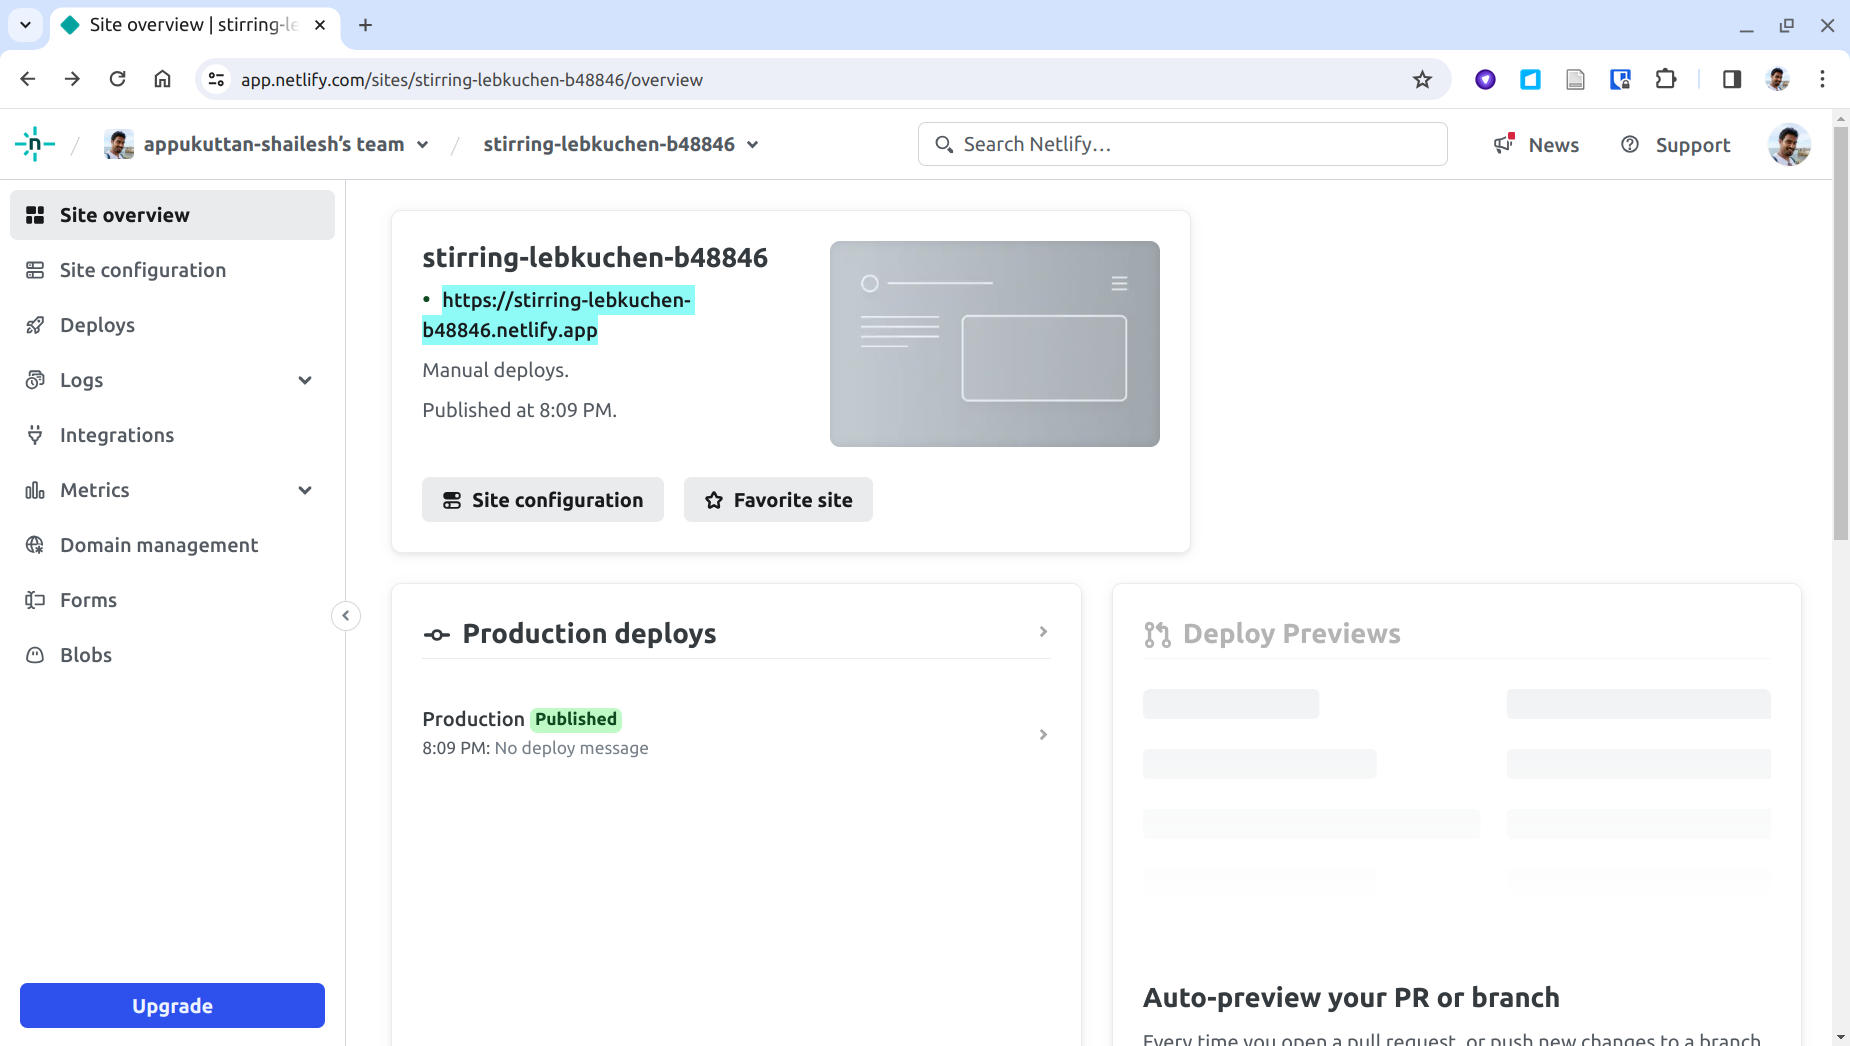 Site overview | stirring-le
app.netlify.com/sites/stirring-lebkuchen-b48846/overview
n
appukuttan-shailesh’s team
stirring-lebkuchen-b48846
Search Netlify…
News
Support
Site overview
Site configuration
Deploys
Logs
Integrations
Metrics
Domain management
Forms
Blobs
Upgrade
stirring-lebkuchen-b48846
• https://stirring-lebkuchen-
b48846.netlify.app
Manual deploys.
Published at 8:09 PM.
Site configuration
Favorite site
Production deploys
Production Published
8:09 PM: No deploy message
Deploy Previews
Auto-preview your PR or branch
Every time you open a pull request, or push new changes to a branch,